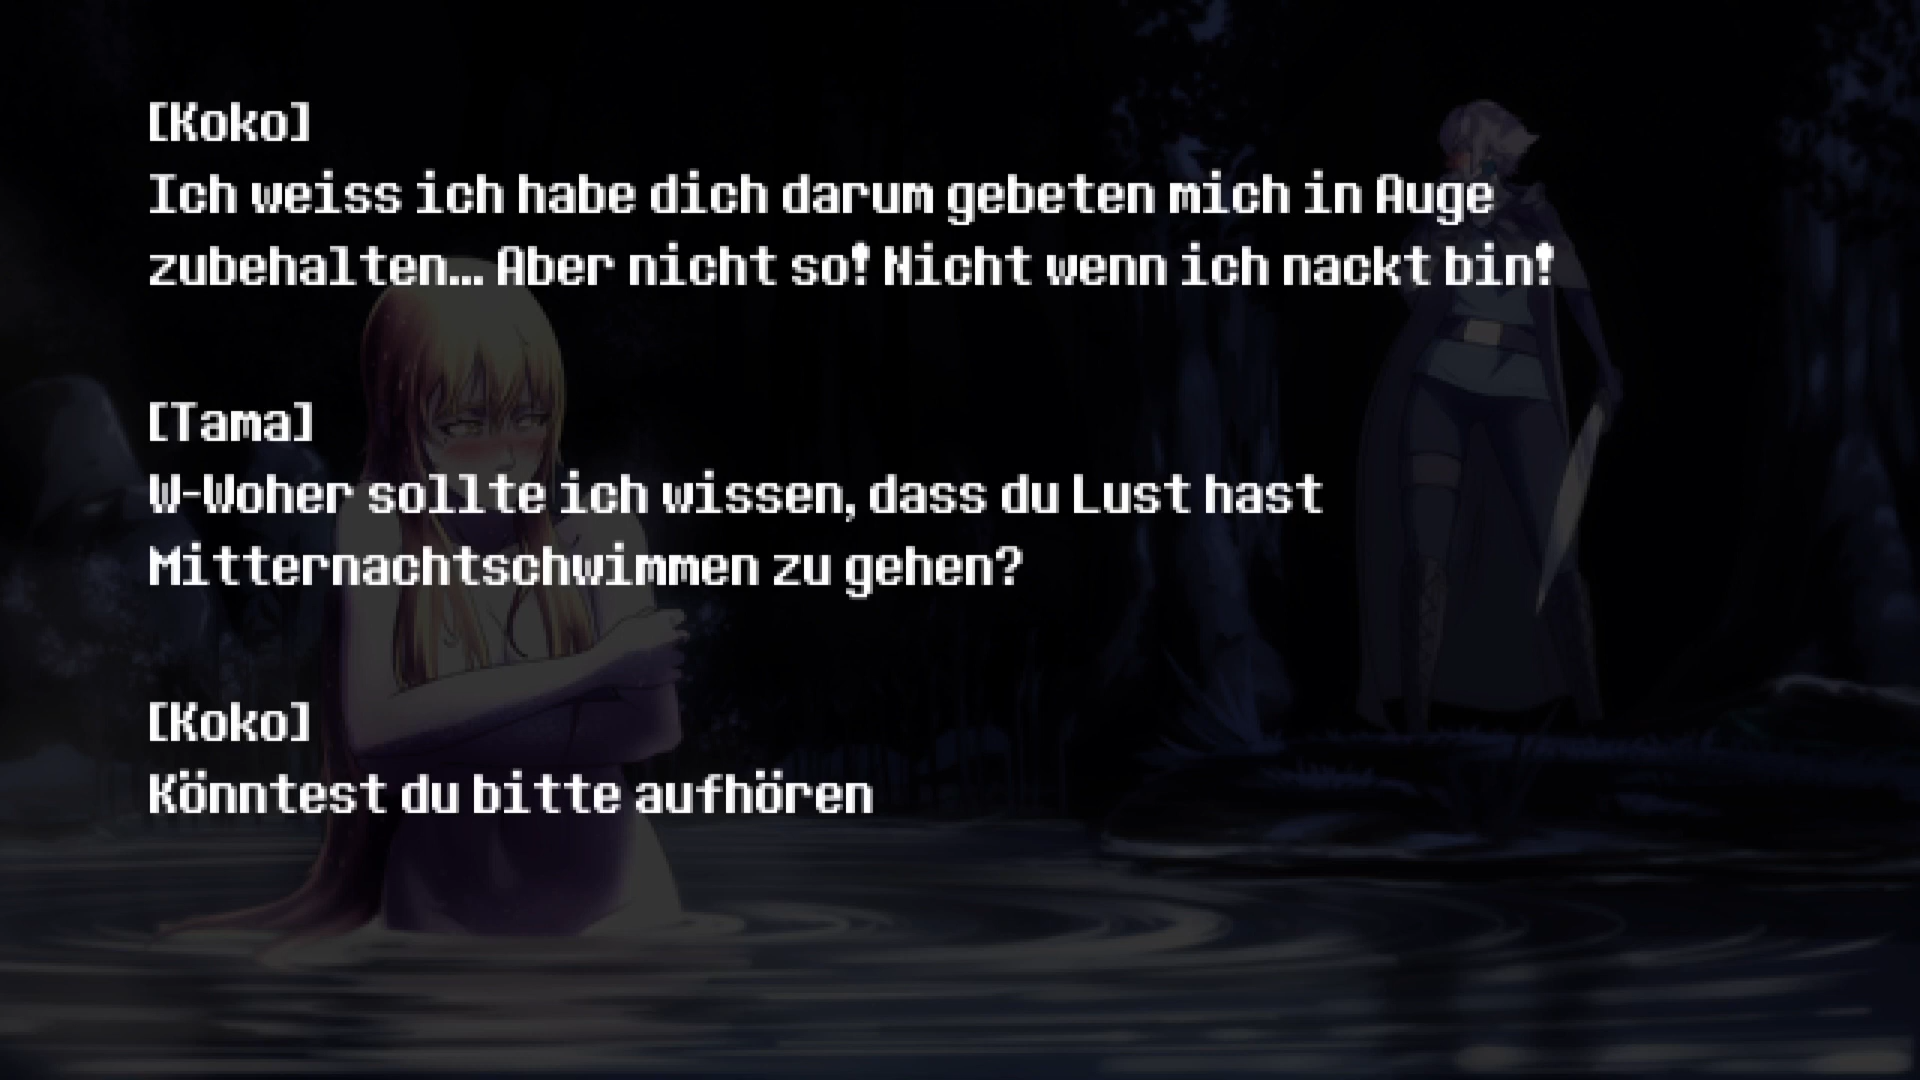 [Koko]
Ich weiss ich habe dich darum gebeten mich in Auge
zubehalten... Aber nicht so! Nicht wenn ich nackt bin!
[Tama]
W-Woher sollte ich wissen, dass du Lust hast
Mitternachtschwimmen zu gehen?
[Koko]
Könntest du bitte aufhören